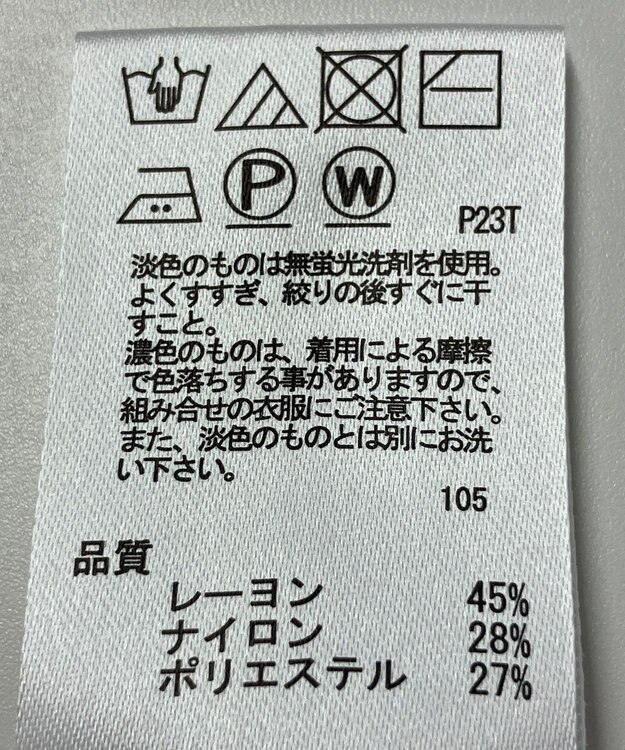 P W P23T
淡色のものは無蛍光洗剤を使用。
よくすすぎ、絞りの後すぐに干
すこと。
濃色のものは、着用による摩擦
で色落ちする事がありますので、
組み合せの衣服にご注意下さい。
また、淡色のものとは別にお洗
い下さい。
105
品質
レーヨン 45%
ナイロン 28%
ポリエステル 27%